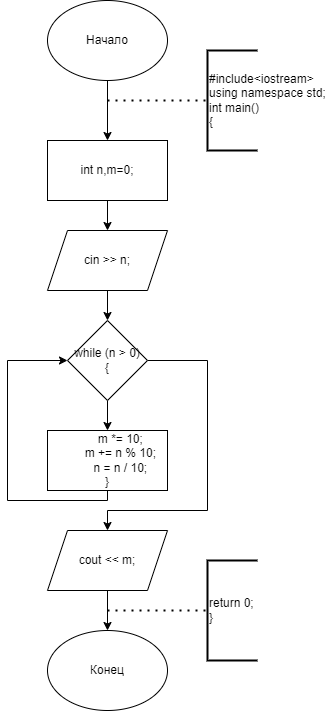 Начало
#include<iostream>
using namespace std;
int main()
{
int n,m=0;
cin >> n;
while (n > 0)
{
m *= 10;
m += n % 10;
n = n / 10;
}
cout << m;
return 0;
}
Конец